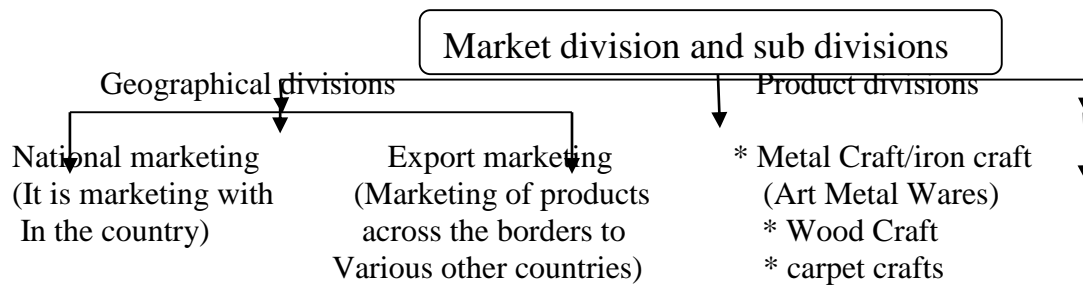 Market division and sub divisions
Geographical divisions
Product divisions
National marketing
(It is marketing with
In the country)
Export marketing
(Marketing of products
across the borders to
Various other countries)
* Metal Craft/iron craft
(Art Metal Wares)
* Wood Craft
* carpet crafts